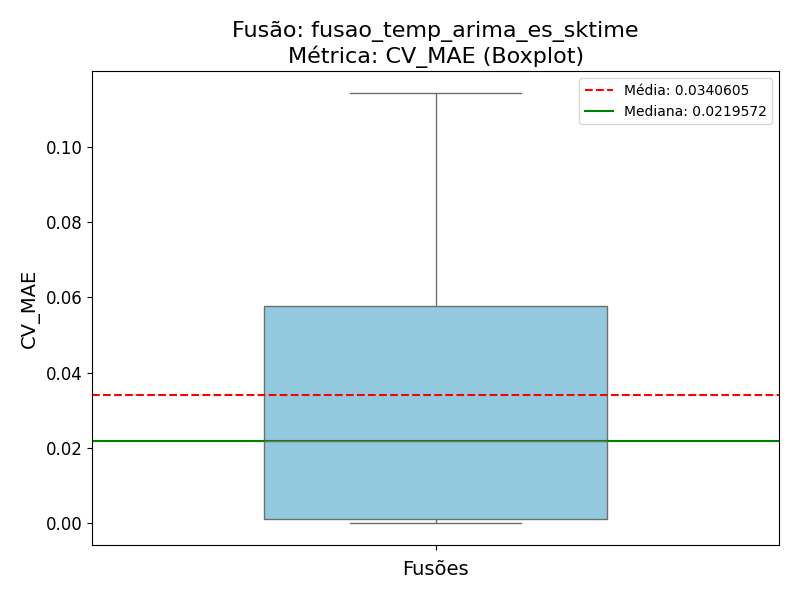 Fusão: fusao_temp_arima_es_sktime
Métrica: CV_MAE (Boxplot)
Média: 0.0340605
Mediana: 0.0219572
0.10
0.08
0.06
0.04
0.02
0.00
CV_MAE
Fusões